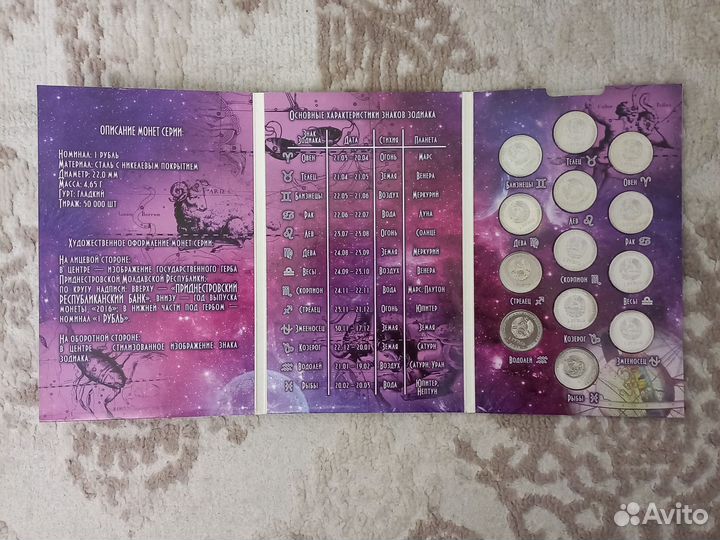 Описание монет серии:
Номинал: 1 рубль
Материал: сталь с никелевым покрытием
Диаметр: 22.0 мм
Масса: 4,65 г
Гурт: гладкий
Тираж: 50 000 шт
Художественное оформление монет серии:
На лицевой стороне:
в центре — изображение государственного герба
Приднестровской Молдавской Республики;
по кругу надписи: вверху — «ПРИДНЕСТРОВСКИЙ
РЕСПУБЛИКАНСКИЙ БАНК», внизу — год выпуска
монеты «2016»; в нижней части под гербом —
номинал «1 РУБЛЬ».
На оборотной стороне:
в центре — стилизованное изображение знака
зодиака.
Основные характеристики знаков зодиака
Знак Зодиака Дата Стихия Планета
Овен 21.03 - 20.04 Огонь Марс
Телец 21.04 - 21.05 Земля Венера
Близнецы 22.05 - 21.06 Воздух Меркурий
Рак 22.06 - 22.07 Вода Луна
Лев 23.07 - 23.08 Огонь Солнце
Дева 24.08 - 23.09 Земля Меркурий
Весы 24.09 - 23.10 Воздух Венера
Скорпион 24.11 - 22.11 Вода Марс, Плутон
Стрелец 23.11 - 21.12 Огонь Юпитер
Змееносец 30.11 - 17.12 Земля
Козерог Земля Сатурн
Водолей 21.01 - 19.02 Воздух Сатурн, Уран
Рыбы 20.02 - 20.03 Вода Юпитер, Нептун
Телец
Близнецы
Овен
Лев
Дева
Рак
Скорпион
Стрелец
Весы
Козерог
Водолей
Змееносец
Рыбы
Avito